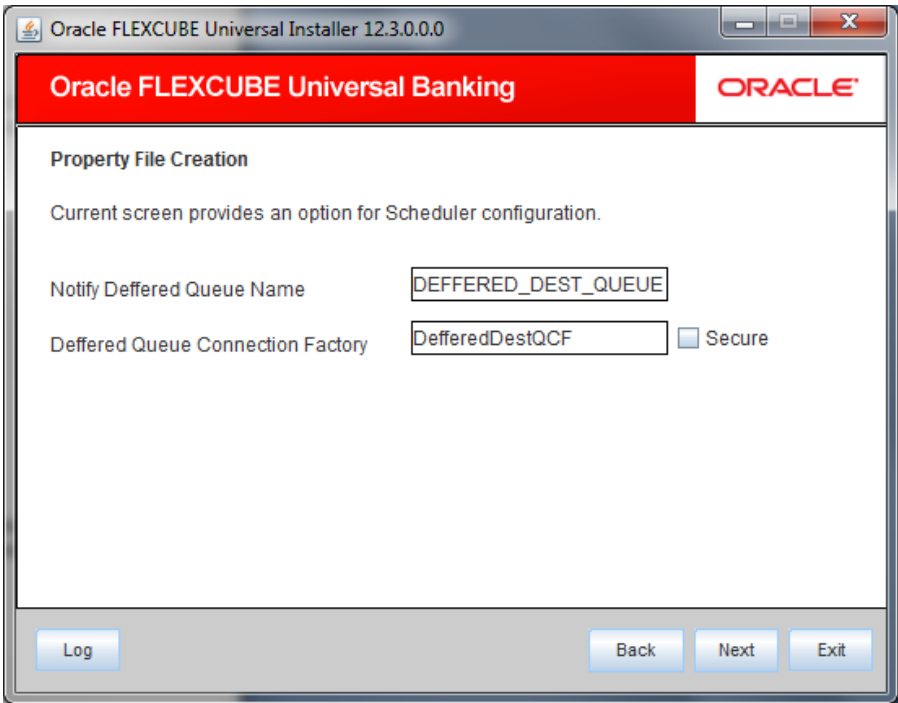 Oracle FLEXCUBE Universal Installer 12.3.0.0.0
Oracle FLEXCUBE Universal Banking
ORACLE
Property File Creation
Current screen provides an option for Scheduler configuration.
Notify Deffered Queue Name
DEFFERED_DEST_QUEUE
Deffered Queue Connection Factory
DefferedDestQCF
Secure
Log
Back
Next
Exit